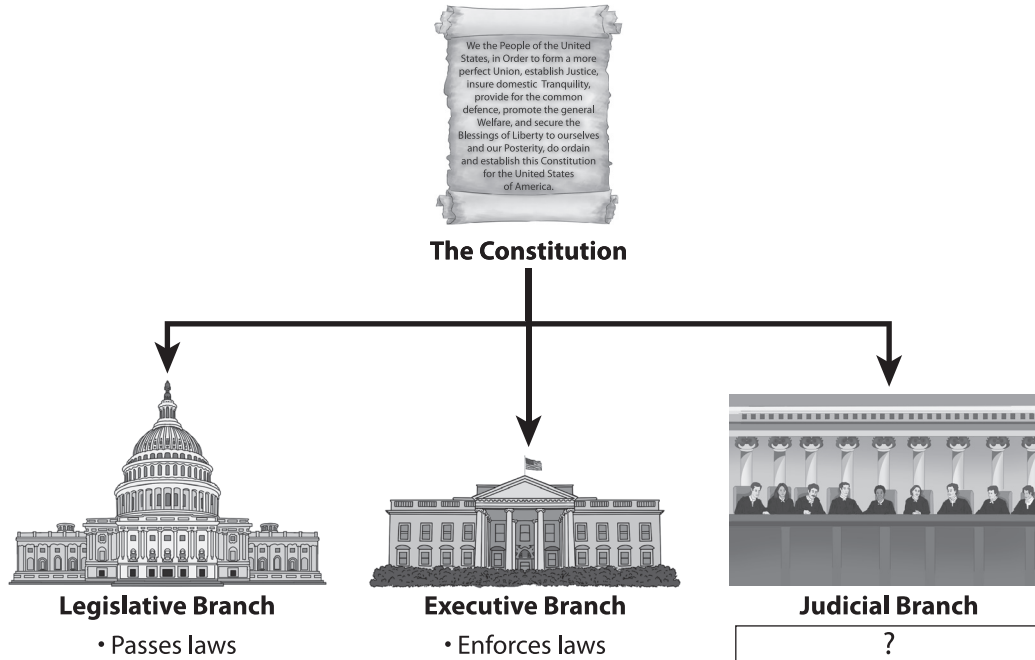 We the People of the United
States, in Order to form a more
perfect Union, establish Justice,
insure domestic Tranquility,
provide for the common
defence, promote the general
Welfare, and secure the
Blessings of Liberty to ourselves
and our Posterity, do ordain
and establish this Constitution
for the United States
of America.
The Constitution
Legislative Branch
• Passes laws
Executive Branch
• Enforces laws
Judicial Branch
?